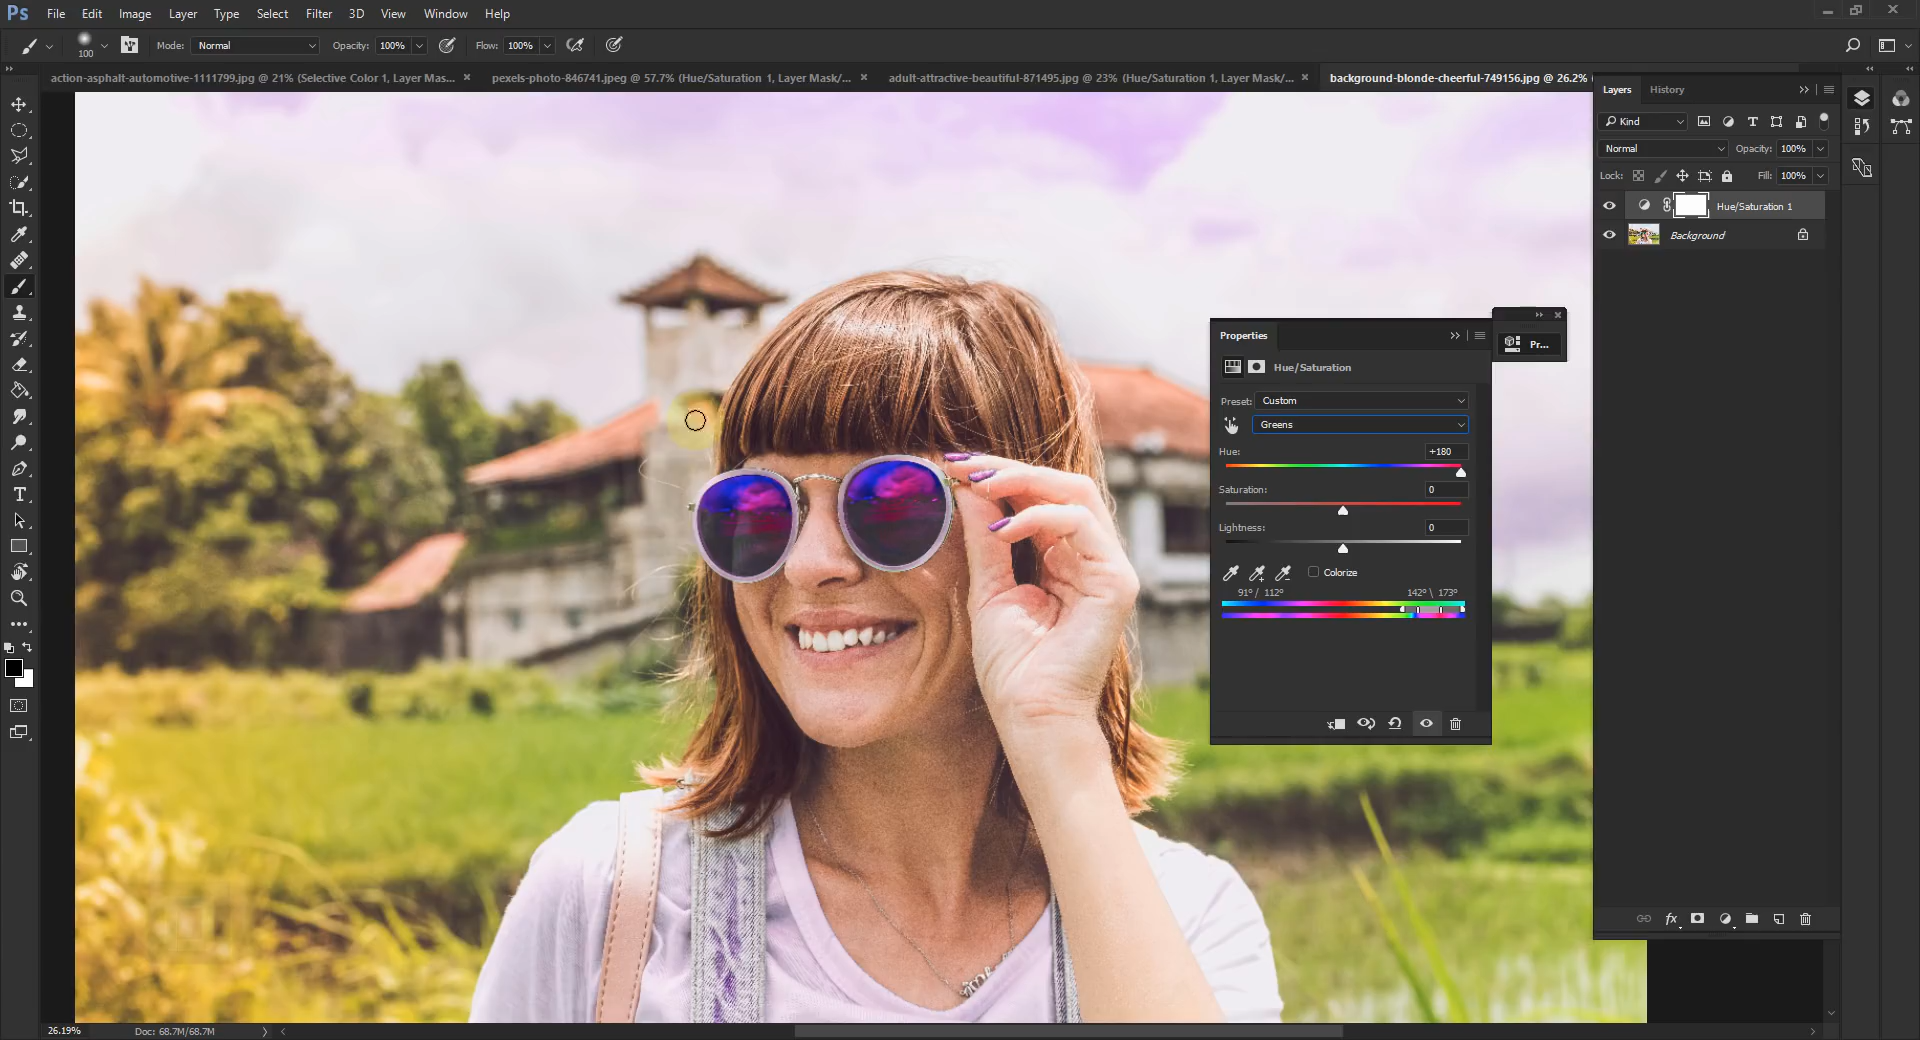 Ps File Edit Image Layer Type Select Filter 3D View Window Help
100 Mode: Normal Opacity: 100% Flow: 100%
action-asphalt-automotive-1111799.jpg @ 21% (Selective Color 1, Layer Mas... × pexels-photo-846741.jpeg @ 57.7% (Hue/Saturation 1, Layer Mask/... × adult-attractive-beautiful-871495.jpg @ 23% (Hue/Saturation 1, Layer Mask/... × background-blonde-cheerful-749156.jpg @ 26.2%
Layers History
Kind
Normal Opacity: 100%
Lock: Fill: 100%
Hue/Saturation 1
Background
Pr...
Properties
Hue/Saturation
Preset: Custom
Greens
Hue: +180
Saturation: 0
Lightness: 0
Colorize
91°/ 112° 142°\ 173°
26.19% Doc: 68.7M/68.7M